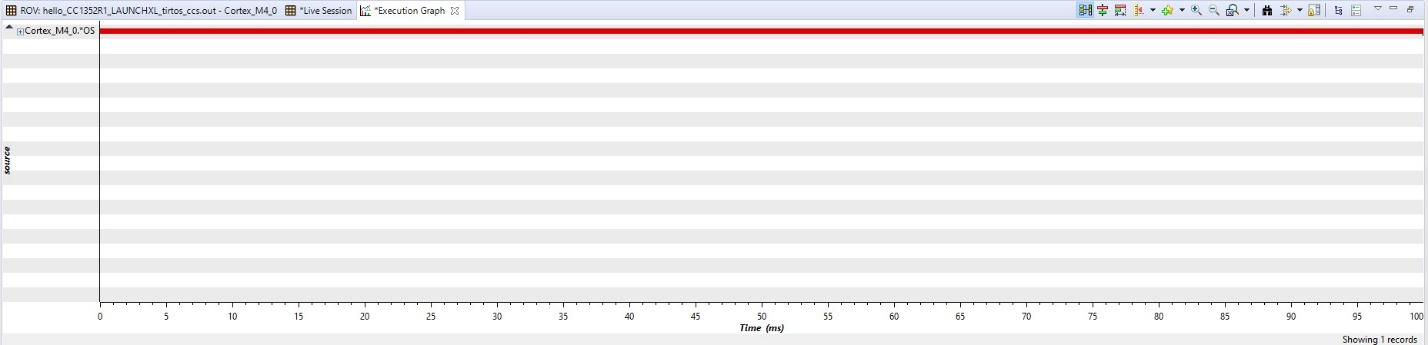 ROV: hello_CC1352R1_LAUNCHXL_tirtos_ccs.out - Cortex_M4_0 *Live Session *Execution Graph
Cortex_M4_0.*OS
source
0 5 10 15 20 25 30 35 40 45 50 55 60 65 70 75 80 85 90 95 100
Time (ms)
Showing 1 records